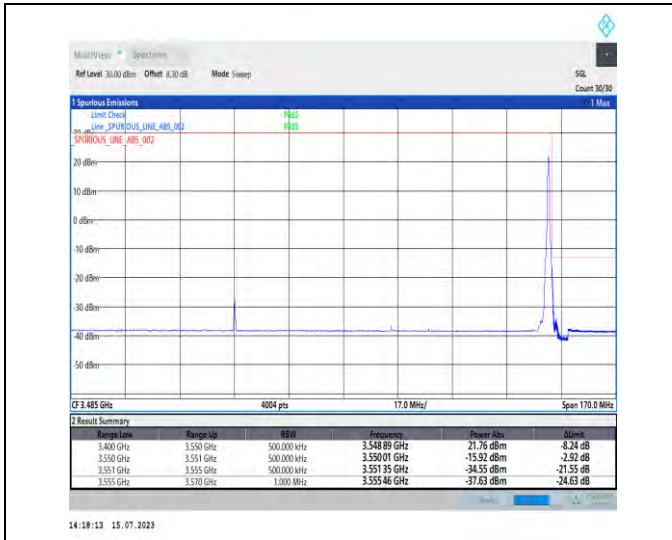 MultiView Spectrum
Ref Level 30.00 dBm Offset 8.30 dB Mode Sweep SGL
Count 30/30
1 Spurious Emissions 1 Max
Limit Check PASS
Line _SPURIOUS_LINE_ABS_002 PASS
30 dBm
SPURIOUS_LINE_ABS_002
20 dBm
10 dBm
0 dBm
-10 dBm
-20 dBm
-30 dBm
-40 dBm
-50 dBm
CF 3.485 GHz 4004 pts 17.0 MHz/ Span 170.0 MHz
2 Result Summary
Range Low Range Up RBW Frequency Power Abs ΔLimit
3.400 GHz 3.550 GHz 500.000 kHz 3.548 89 GHz 21.76 dBm -8.24 dB
3.550 GHz 3.551 GHz 500.000 kHz 3.550 01 GHz -15.92 dBm -2.92 dB
3.551 GHz 3.555 GHz 500.000 kHz 3.551 35 GHz -34.55 dBm -21.55 dB
3.555 GHz 3.570 GHz 1.000 MHz 3.555 46 GHz -37.63 dBm -24.63 dB
14:18:13 15.07.2023